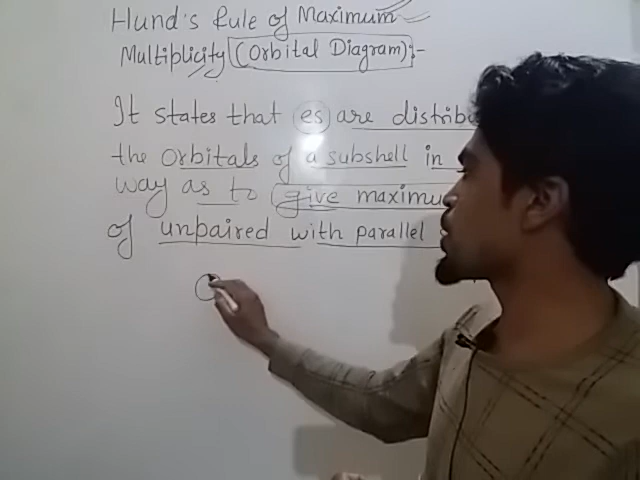 Hund's Rule of Maximum
Multiplicity (Orbital Diagram):-
It states that es are distrib
the orbitals of a subshell in
way as to give maximu
of unpaired with parallel